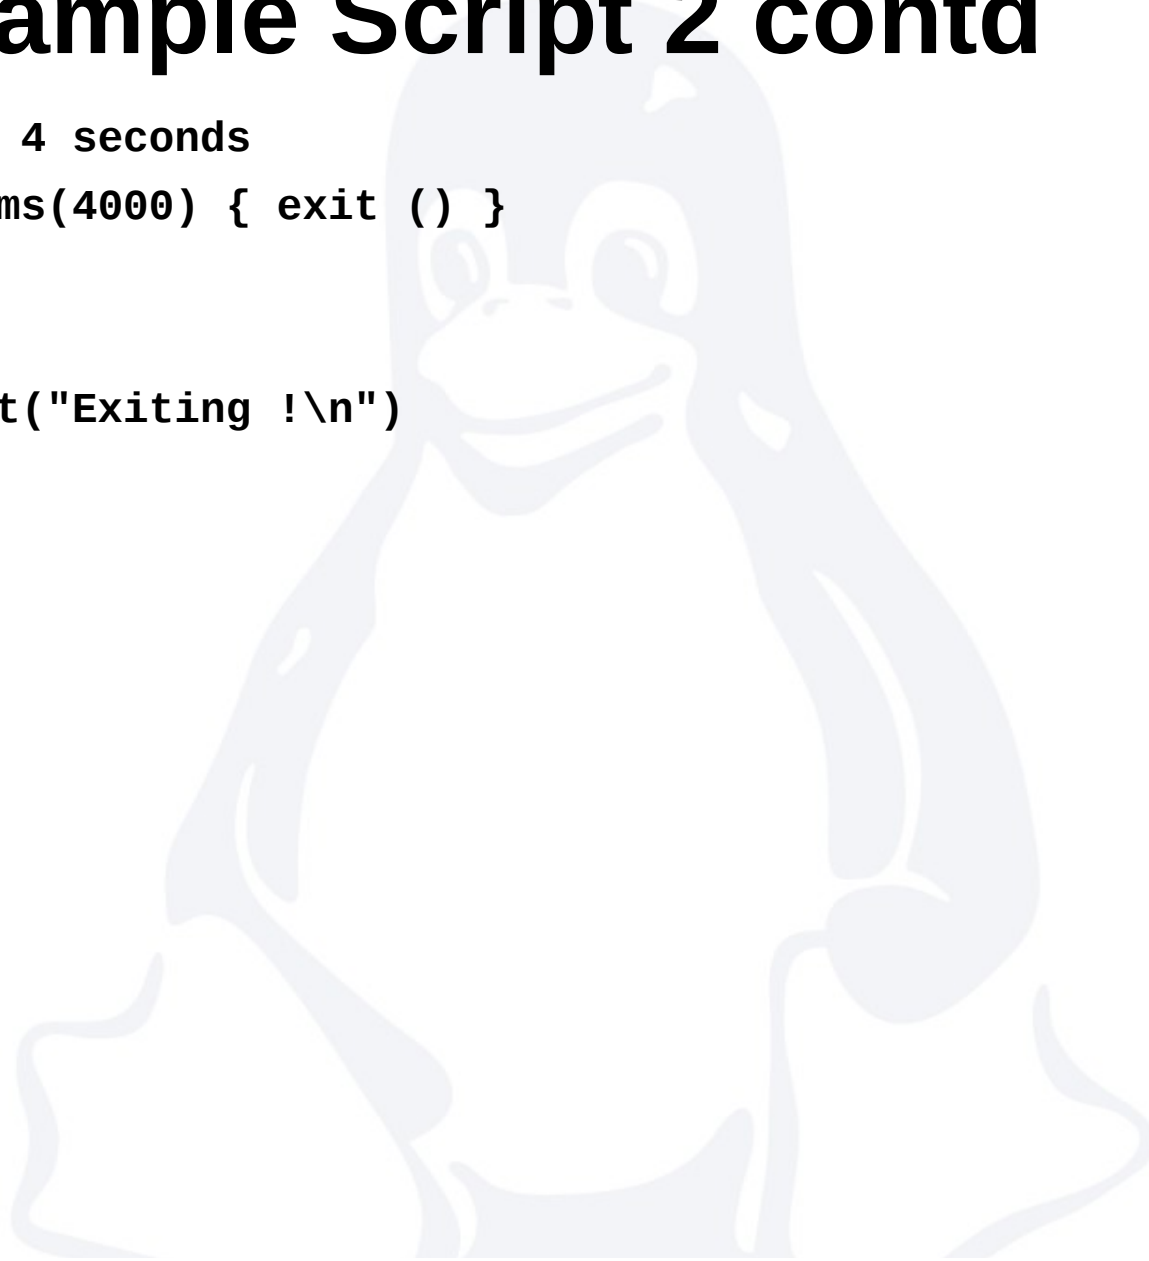 ample Script 2 contd
4 seconds
ms(4000) { exit () }
t("Exiting !\n")